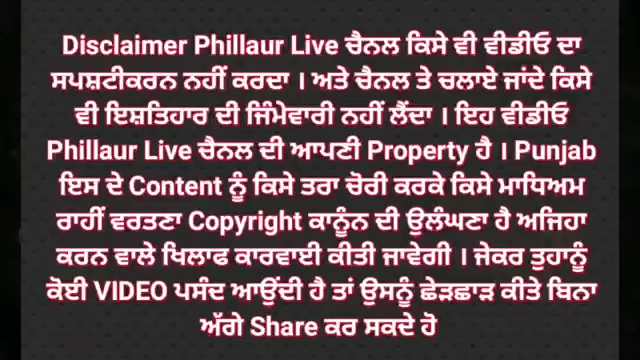 Disclaimer Phillaur Live ਚੈਨਲ ਕਿਸੇ ਵੀ ਵੀਡੀਓ ਦਾ
ਸਪਸ਼ਟੀਕਰਨ ਨਹੀਂ ਕਰਦਾ । ਅਤੇ ਚੈਨਲ ਤੇ ਚਲਾਏ ਜਾਂਦੇ ਕਿਸੇ
ਵੀ ਇਸ਼ਤਿਹਾਰ ਦੀ ਜਿੰਮੇਵਾਰੀ ਨਹੀਂ ਲੈਂਦਾ । ਇਹ ਵੀਡੀਓ
Phillaur Live ਚੈਨਲ ਦੀ ਆਪਣੀ Property ਹੈ । Punjab
ਇਸ ਦੇ Content ਨੂੰ ਕਿਸੇ ਤਰਾ ਚੋਰੀ ਕਰਕੇ ਕਿਸੇ ਮਾਧਿਅਮ
ਰਾਹੀਂ ਵਰਤਣਾ Copyright ਕਾਨੂੰਨ ਦੀ ਉਲੰਘਣਾ ਹੈ ਅਜਿਹਾ
ਕਰਨ ਵਾਲੇ ਖਿਲਾਫ ਕਾਰਵਾਈ ਕੀਤੀ ਜਾਵੇਗੀ । ਜੇਕਰ ਤੁਹਾਨੂੰ
ਕੋਈ VIDEO ਪਸੰਦ ਆਉਂਦੀ ਹੈ ਤਾਂ ਉਸਨੂੰ ਛੇੜਛਾੜ ਕੀਤੇ ਬਿਨਾ
ਅੱਗੇ Share ਕਰ ਸਕਦੇ ਹੋ